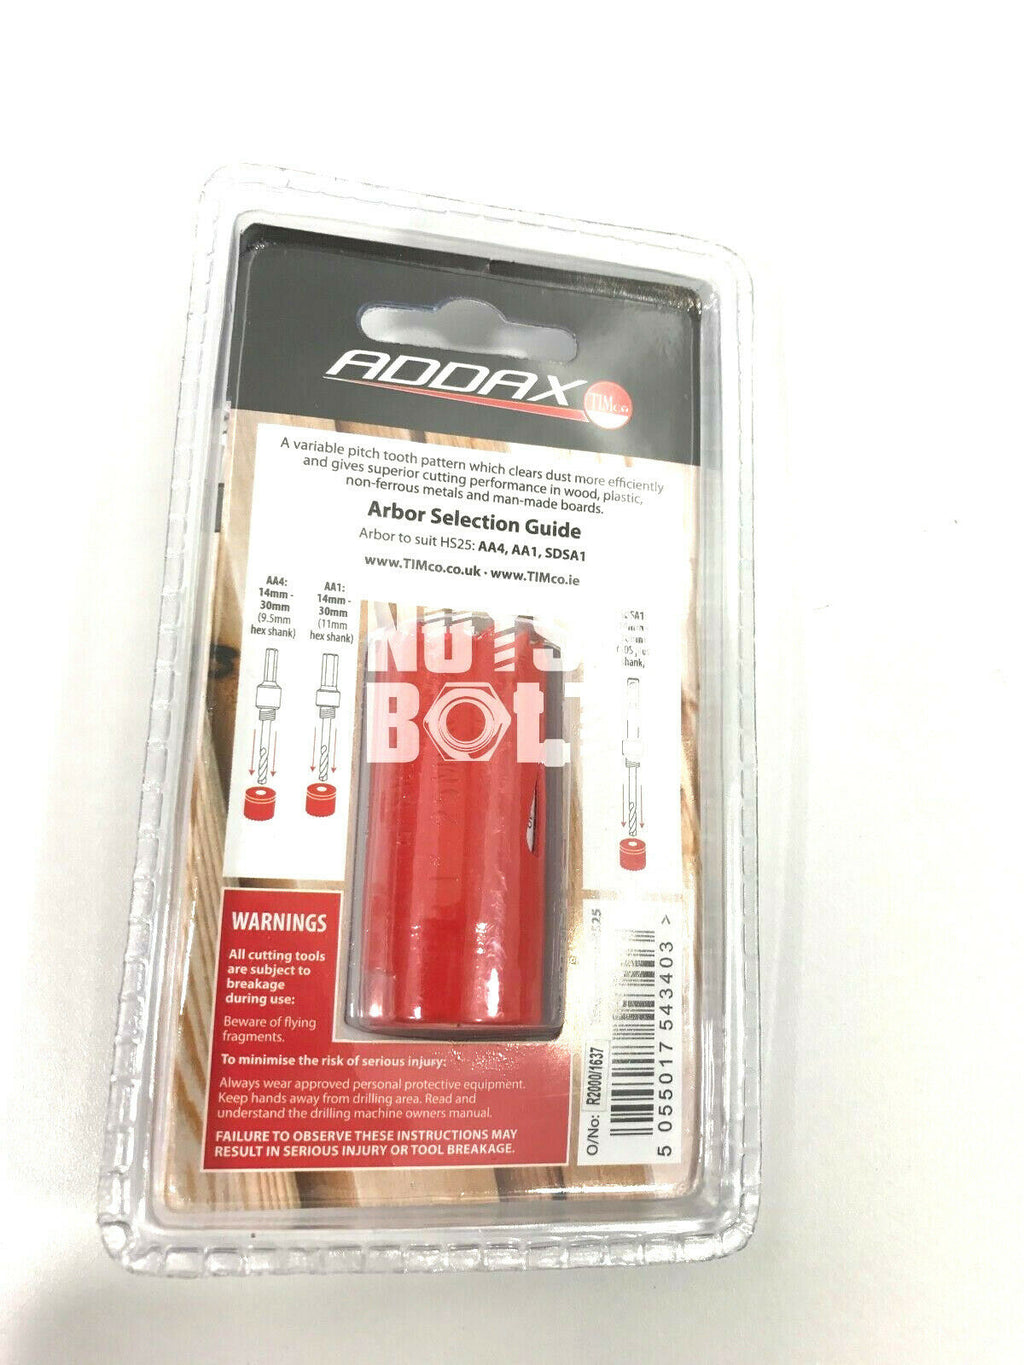 ADDAX
TIMco
A variable pitch tooth pattern which clears dust more efficiently
and gives superior cutting performance in wood, plastic,
non-ferrous metals and man-made boards.
Arbor Selection Guide
Arbor to suit HS25: AA4, AA1, SDSA1
www.TIMco.co.uk • www.TIMco.ie
AA4:
14mm -
30mm
(9.5mm
hex shank)
AA1:
14mm -
30mm
(11mm
hex shank)
WARNINGS
All cutting tools
are subject to
breakage
during use:
Beware of flying
fragments.
To minimise the risk of serious injury:
Always wear approved personal protective equipment.
Keep hands away from drilling area. Read and
understand the drilling machine owners manual.
FAILURE TO OBSERVE THESE INSTRUCTIONS MAY
RESULT IN SERIOUS INJURY OR TOOL BREAKAGE.
O/No: R2000/1637
5 055017 543403 >